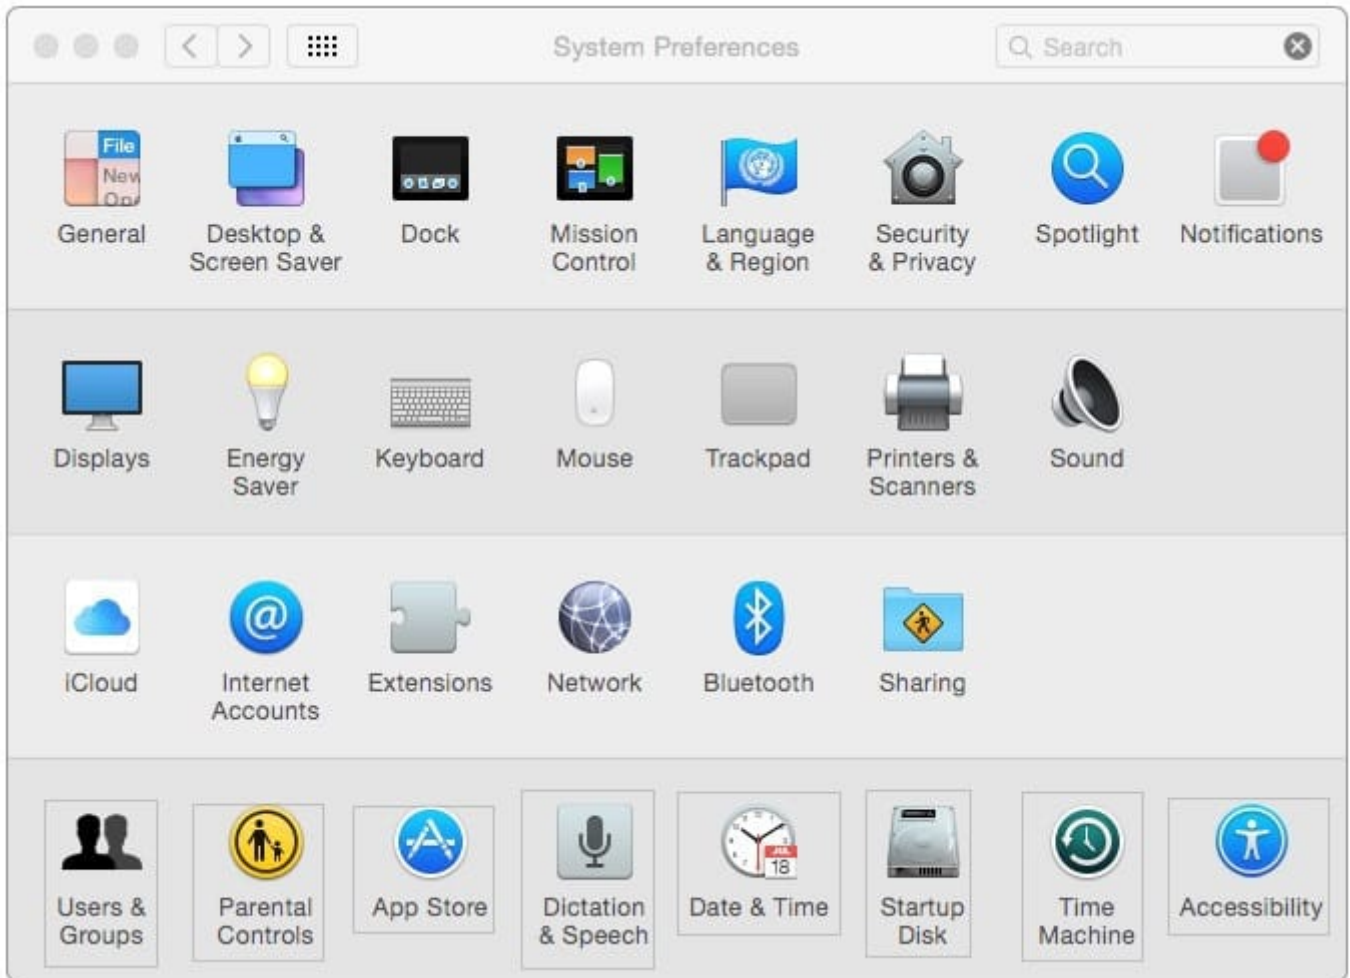 System Preferences
Search
File
New
General
Desktop &
Screen Saver
Dock
Mission
Control
Language
& Region
Security
& Privacy
Spotlight
Notifications
Displays
Energy
Saver
Keyboard
Mouse
Trackpad
Printers &
Scanners
Sound
iCloud
@
Internet
Accounts
Extensions
Network
Bluetooth
Sharing
JUL
18
Users &
Groups
Parental
Controls
App Store
Dictation
& Speech
Date & Time
Startup
Disk
Time
Machine
Accessibility